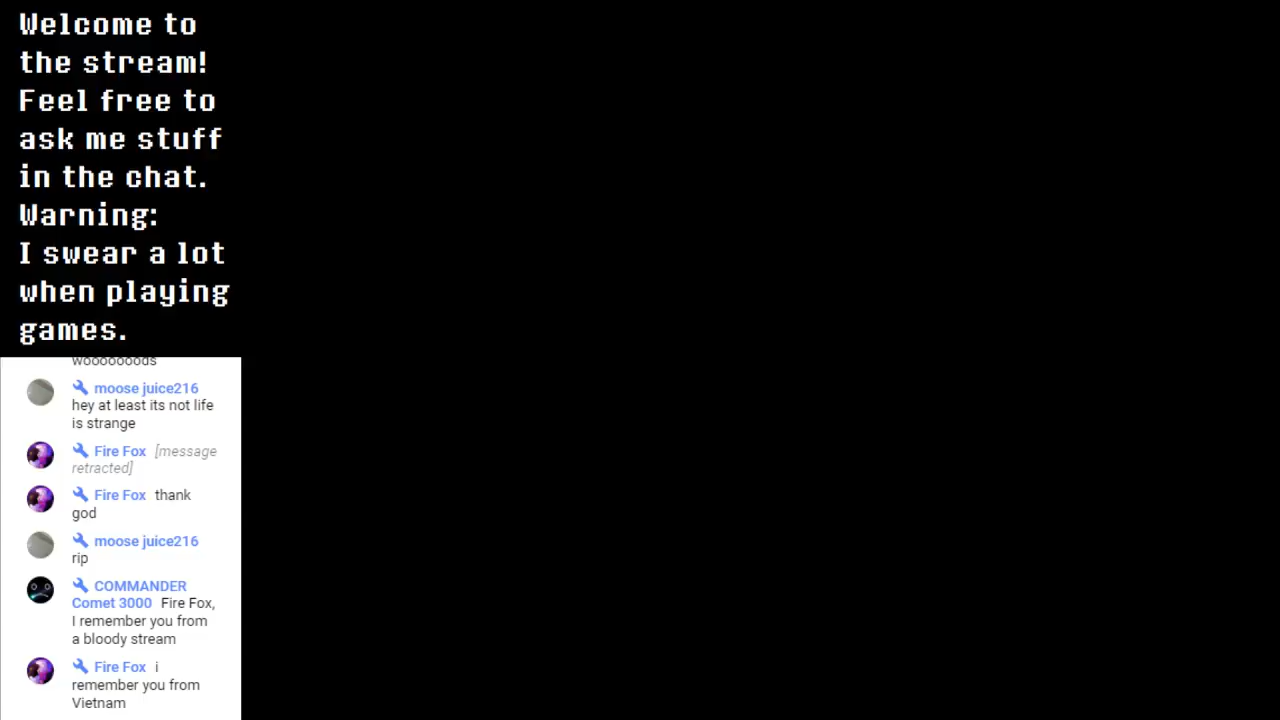 Welcome to
the stream!
Feel free to
ask me stuff
in the chat.
Warning:
I swear a lot
when playing
games.
woooooooods
moose juice216
hey at least its not life
is strange
Fire Fox [message
retracted]
Fire Fox thank
god
moose juice216
rip
COMMANDER
Comet 3000 Fire Fox,
I remember you from
a bloody stream
Fire Fox i
remember you from
Vietnam